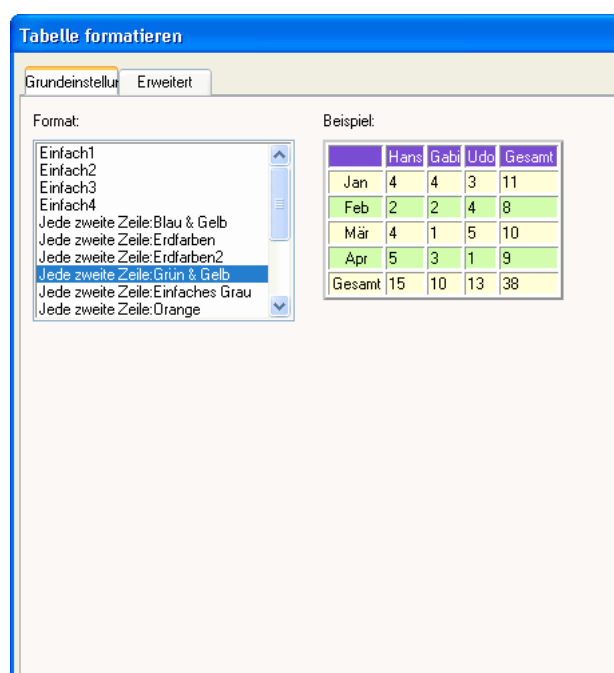 Tabelle formatieren
Grundeinstellur Erweitert
Format:
Einfach1
Einfach2
Einfach3
Einfach4
Jede zweite Zeile:Blau & Gelb
Jede zweite Zeile:Erdfarben
Jede zweite Zeile:Erdfarben2
Jede zweite Zeile:Grün & Gelb
Jede zweite Zeile:Einfaches Grau
Jede zweite Zeile:Orange
Beispiel:
Hans Gabi Udo Gesamt
Jan 4 4 3 11
Feb 2 2 4 8
Mär 4 1 5 10
Apr 5 3 1 9
Gesamt 15 10 13 38